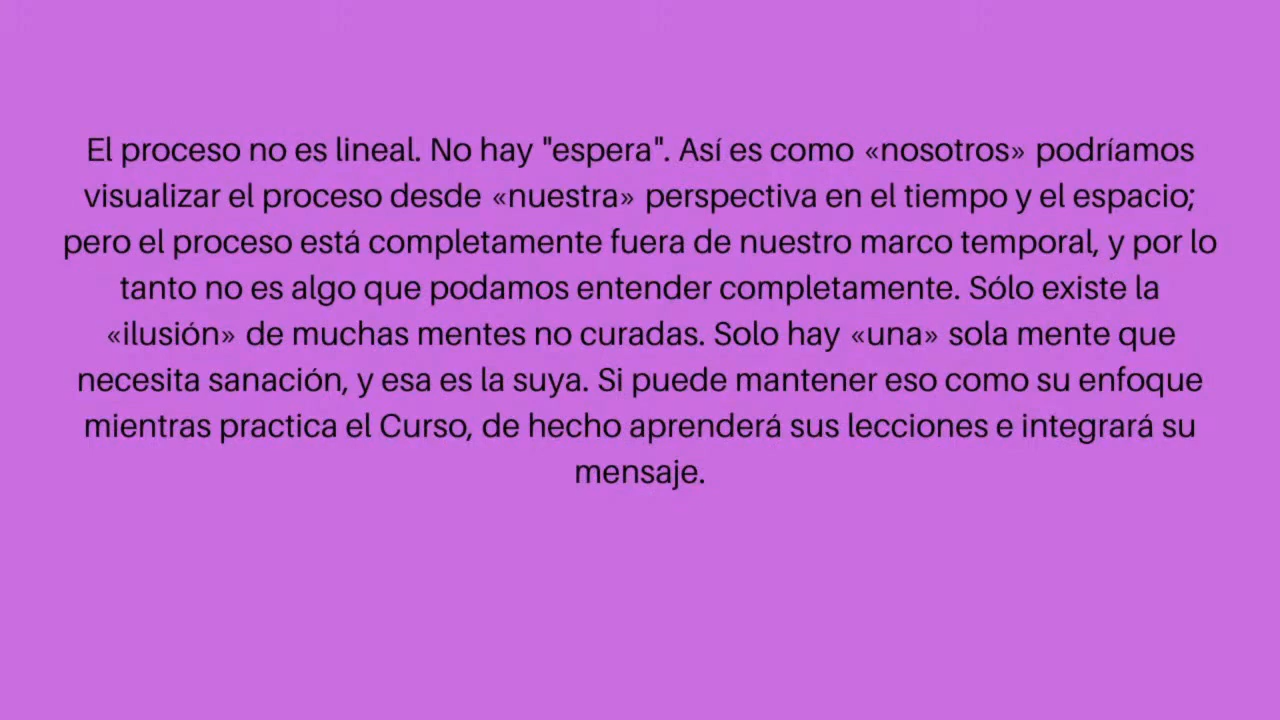 El proceso no es lineal. No hay "espera". Así es como «nosotros» podríamos
visualizar el proceso desde «nuestra» perspectiva en el tiempo y el espacio;
pero el proceso está completamente fuera de nuestro marco temporal, y por lo
tanto no es algo que podamos entender completamente. Sólo existe la
«ilusión» de muchas mentes no curadas. Solo hay «una» sola mente que
necesita sanación, y esa es la suya. Si puede mantener eso como su enfoque
mientras practica el Curso, de hecho aprenderá sus lecciones e integrará su
mensaje.